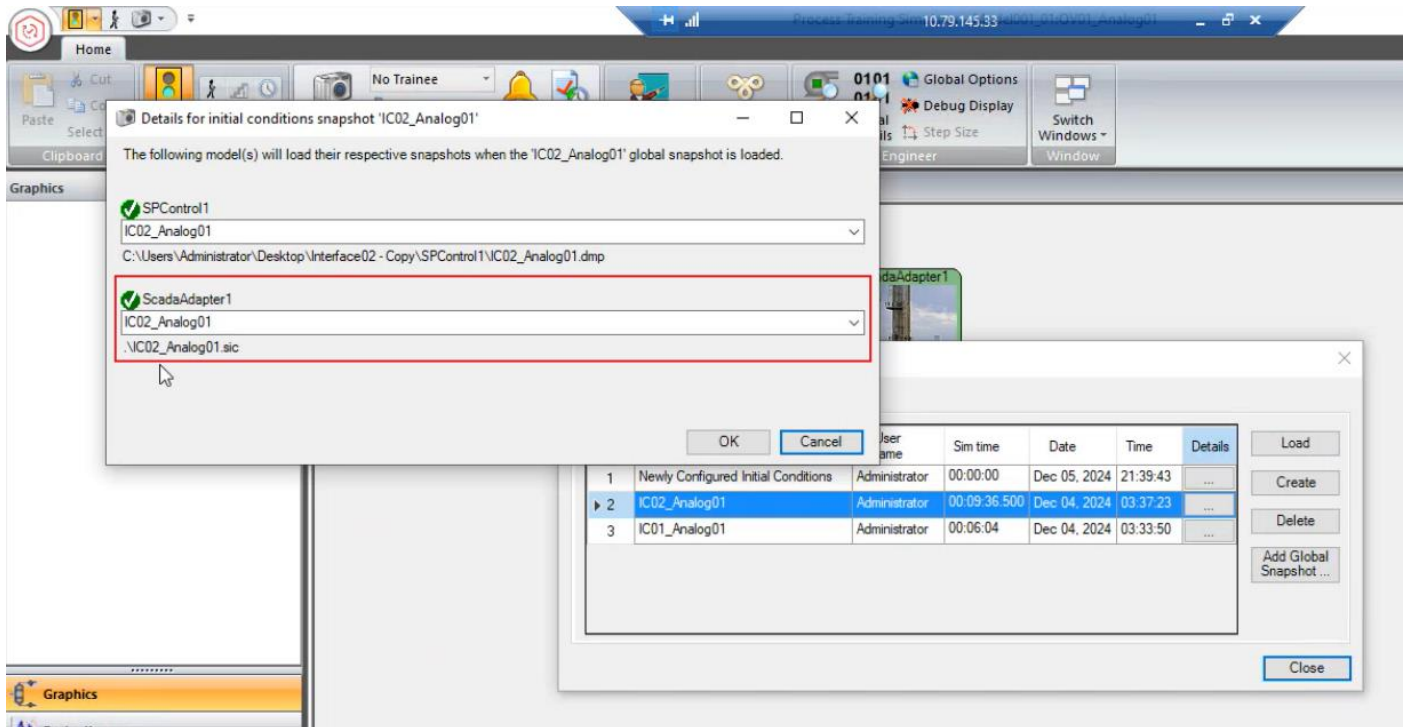 Process Training Sim
10.79.145.33
Home
Cut
Paste
Select
Clipboard
No Trainee
0101
Global Options
Debug Display
Step Size
Engineer
Switch
Windows
Window
Graphics
Details for initial conditions snapshot 'IC02_Analog01'
The following model(s) will load their respective snapshots when the 'IC02_Analog01' global snapshot is loaded.
SPControl1
IC02_Analog01
C:\Users\Administrator\Desktop\Interface02 - Copy\SPControl1\IC02_Analog01.dmp
ScadaAdapter1
IC02_Analog01
.\IC02_Analog01.sic
OK Cancel
daAdapter1
Sim time Date Time Details
1 Newly Configured Initial Conditions Administrator 00:00:00 Dec 05, 2024 21:39:43 ...
2 IC02_Analog01 Administrator 00:09:36.500 Dec 04, 2024 03:37:23 ...
3 IC01_Analog01 Administrator 00:06:04 Dec 04, 2024 03:33:50 ...
Load
Create
Delete
Add Global
Snapshot ...
Close
Graphics